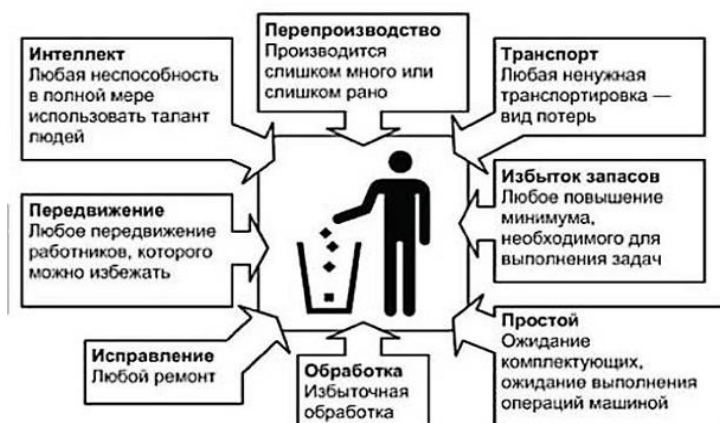 Интеллект
Любая неспособность
в полной мере
использовать талант
людей
Перепроизводство
Производится
слишком много или
слишком рано
Транспорт
Любая ненужная
транспортировка —
вид потерь
Передвижение
Любое передвижение
работников, которого
можно избежать
Избыток запасов
Любое повышение
минимума,
необходимого для
выполнения задач
Исправление
Любой ремонт
Обработка
Избыточная
обработка
Простой
Ожидание
комплектующих,
ожидание выполнения
операций машиной